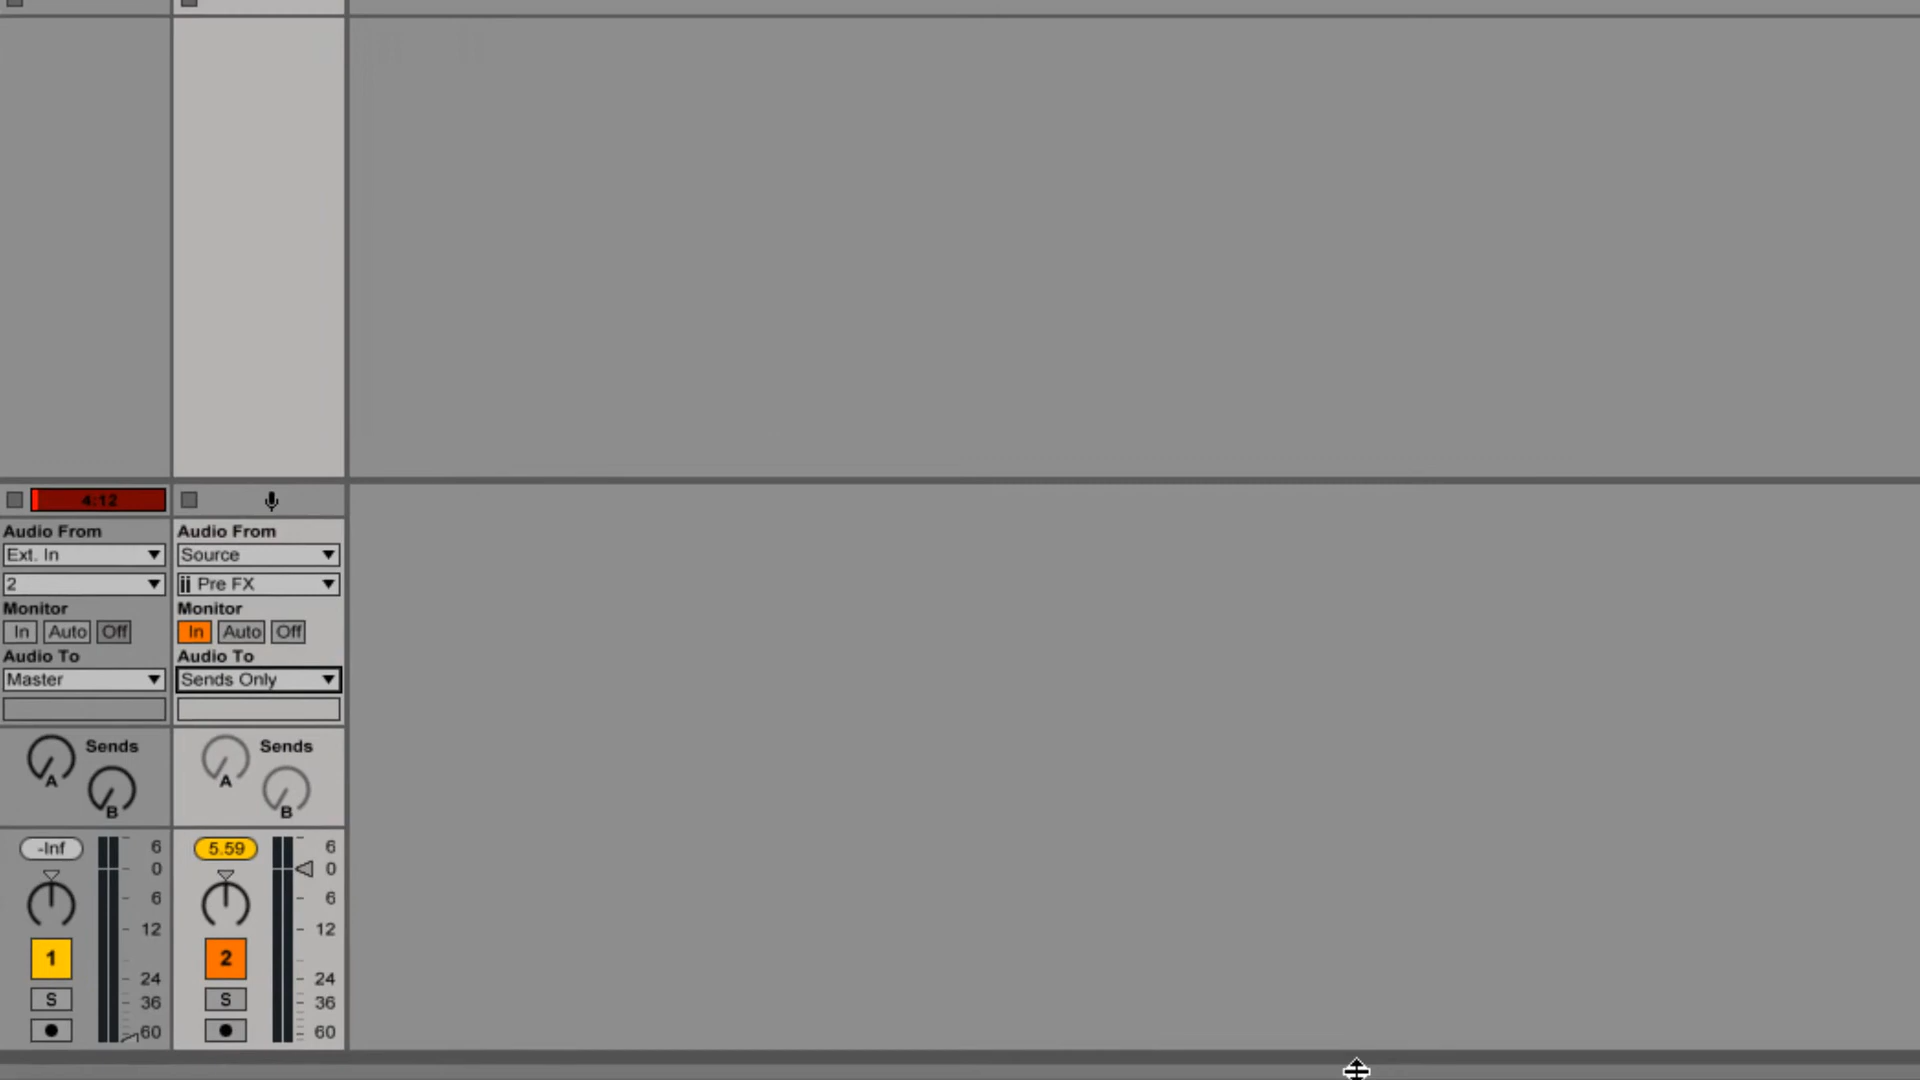 4:12
Audio From
Ext. In
2
Monitor
In Auto Off
Audio To
Master
Sends
A
B
-Inf
6
0
6
12
24
36
60
1
S
Audio From
Source
Pre FX
Monitor
In Auto Off
Audio To
Sends Only
Sends
A
B
5.59
6
0
6
12
24
36
60
2
S